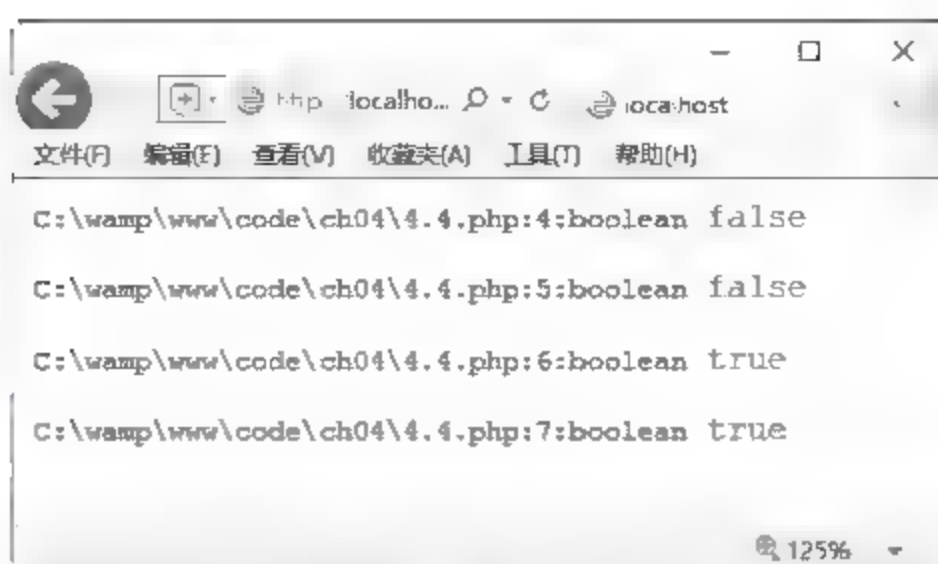 localho...
文件(F) 编辑(E) 查看(V) 收藏夹(A) 工具(T) 帮助(H)
C:\wamp\www\code\ch04\4.4.php:4:boolean false
C:\wamp\www\code\ch04\4.4.php:5:boolean false
C:\wamp\www\code\ch04\4.4.php:6:boolean true
C:\wamp\www\code\ch04\4.4.php:7:boolean true
125%